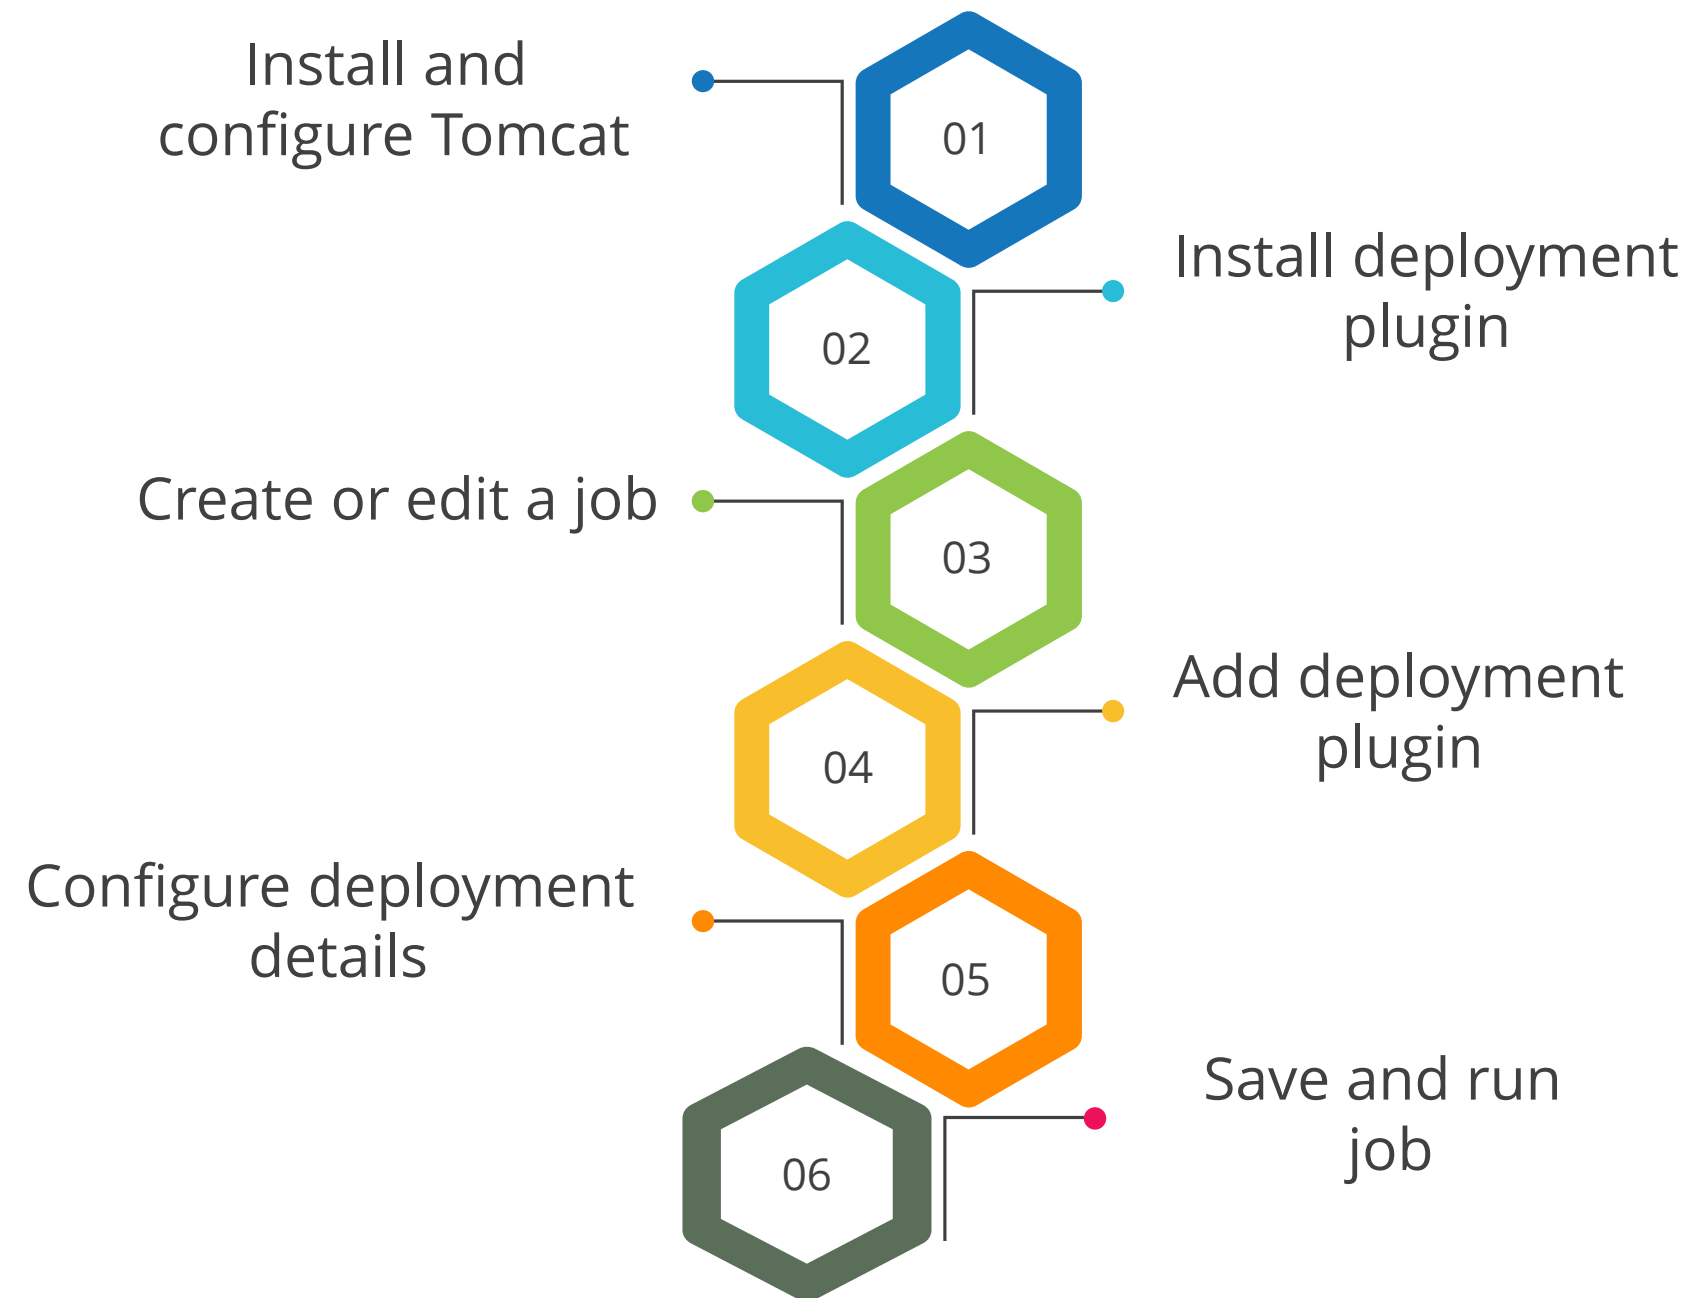 Install and
configure Tomcat
01
Install deployment
plugin
02
Create or edit a job
03
Add deployment
plugin
04
Configure deployment
details
05
Save and run
job
06